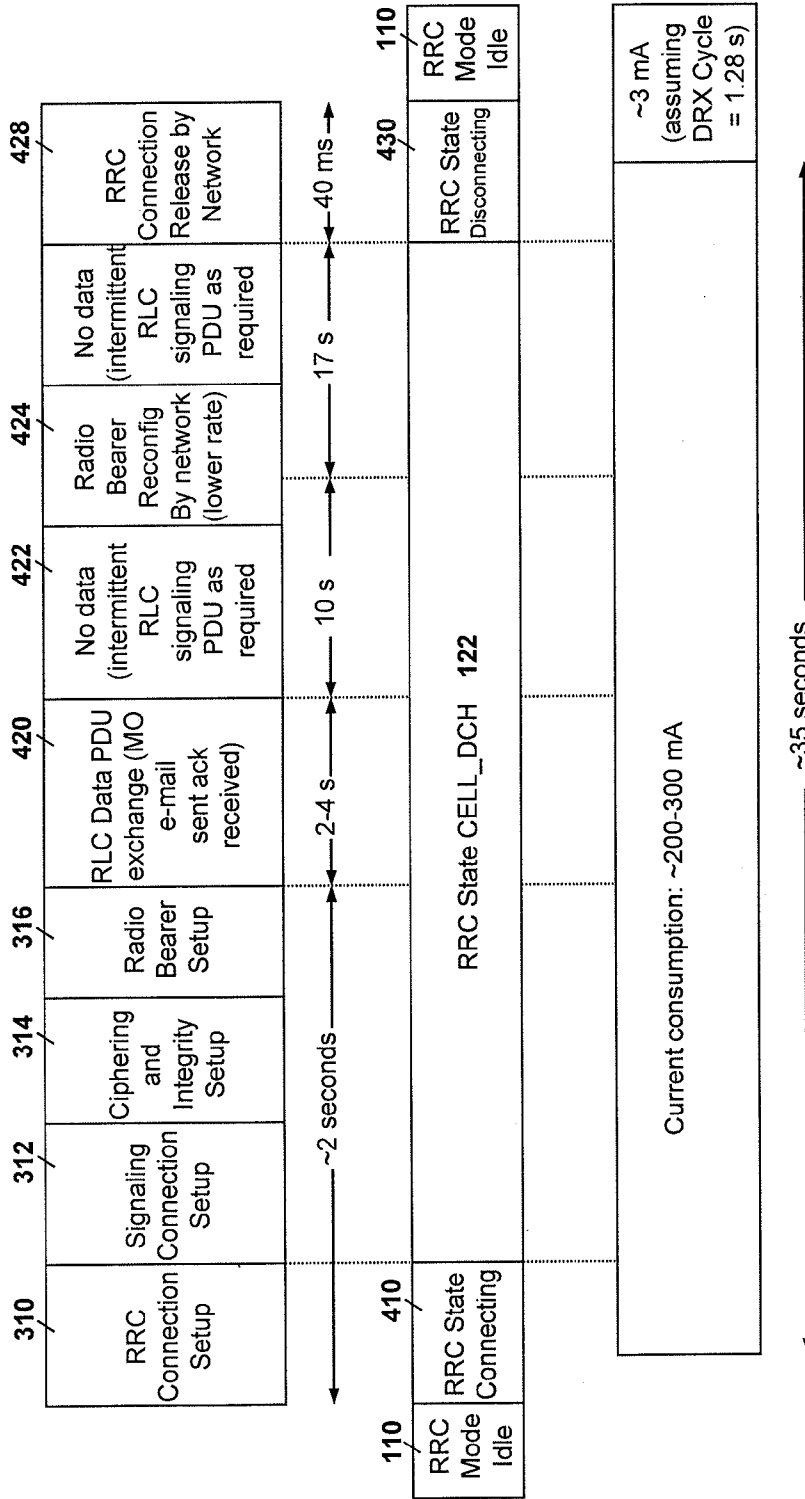 310
312
314
316
420
422
424
428
RRC
Connection
Setup
Signaling
Connection
Setup
Ciphering
and
Integrity
Setup
Radio
Bearer
Setup
RLC Data PDU
exchange (MO
e-mail
sent ack
received)
No data
(intermittent
RLC
signaling
PDU as
required
Radio
Bearer
Reconfig
By network
(lower rate)
No data
(intermittent
RLC
signaling
PDU as
required
RRC
Connection
Release by
Network
~2 seconds
2-4 s
10 s
17 s
40 ms
110
410
430
110
RRC
Mode
Idle
RRC State
Connecting
RRC State CELL_DCH 122
RRC State
Disconnecting
RRC
Mode
Idle
Current consumption: ~200-300 mA
~3 mA
(assuming
DRX Cycle
= 1.28 s)
~35 seconds